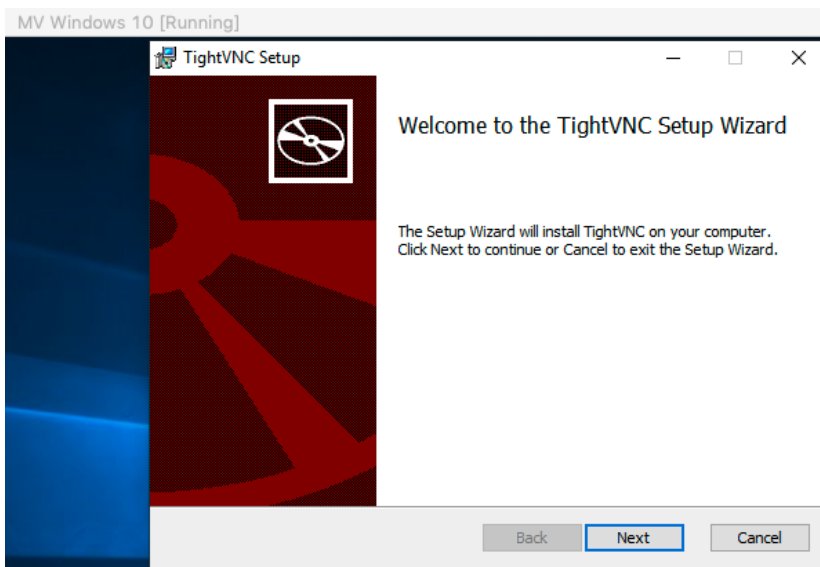 MV Windows 10 [Running]
TightVNC Setup
Welcome to the TightVNC Setup Wizard
The Setup Wizard will install TightVNC on your computer.
Click Next to continue or Cancel to exit the Setup Wizard.
Back Next Cancel